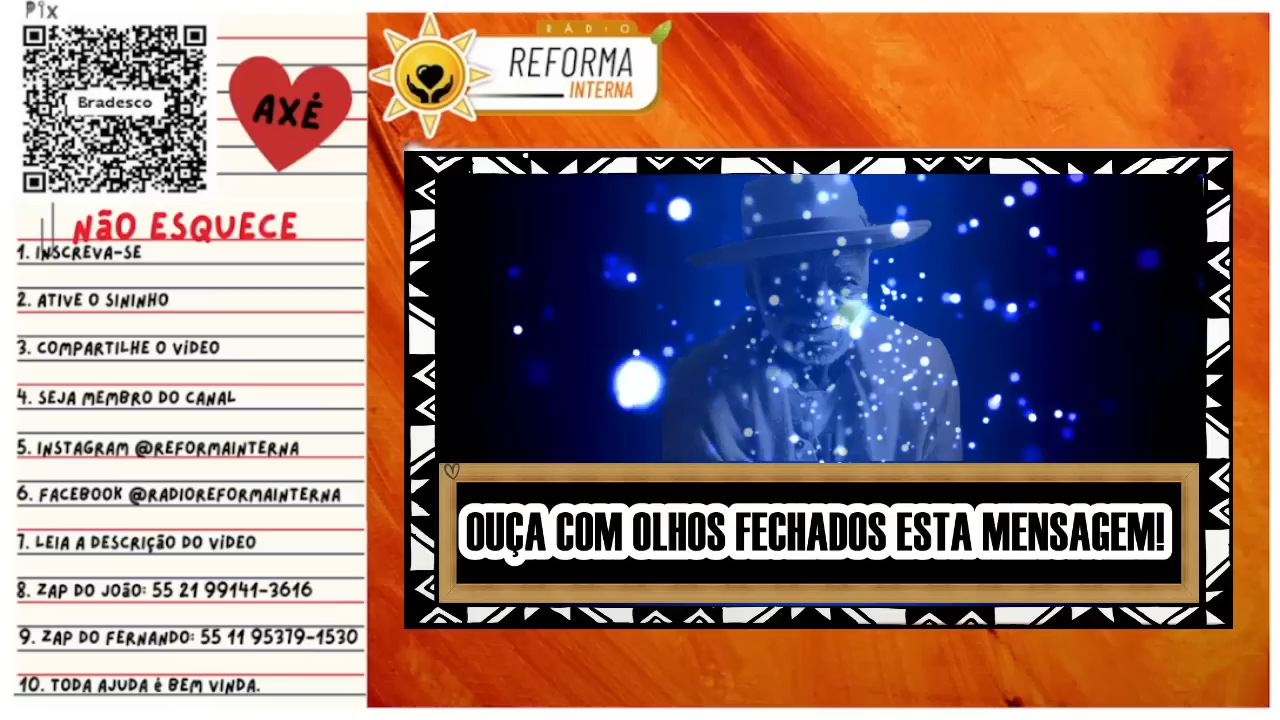 Pix
Bradesco
AXÉ
NÃO ESQUECE
1. INSCREVA-SE
2. ATIVE O SININHO
3. COMPARTILHE O VÍDEO
4. SEJA MEMBRO DO CANAL
5. INSTAGRAM @REFORMAINTERNA
6. FACEBOOK @RADIOREFORMAINTERNA
7. LEIA A DESCRIÇÃO DO VÍDEO
8. ZAP DO JOÃO: 55 21 99141-3616
9. ZAP DO FERNANDO: 55 11 95379-1530
10. TODA AJUDA É BEM VINDA.
RÁDIO
REFORMA
INTERNA
OUÇA COM OLHOS FECHADOS ESTA MENSAGEM!